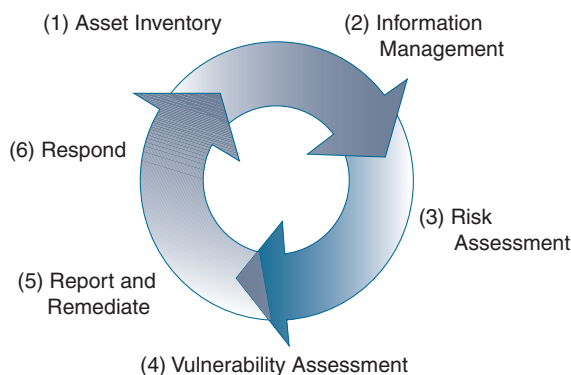 (1) Asset Inventory
(2) Information
Management
(3) Risk
Assessment
(4) Vulnerability Assessment
(5) Report and
Remediate
(6) Respond